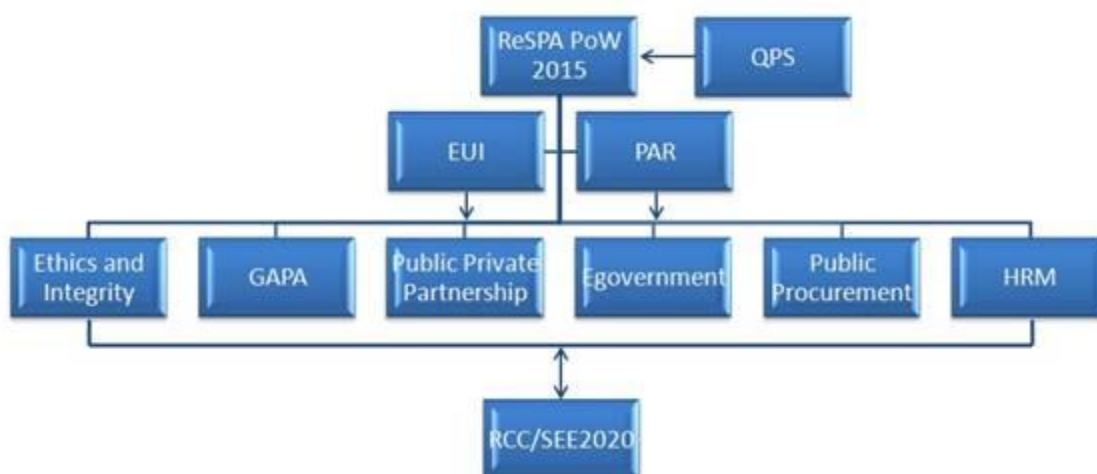 ReSPA PoW
2015
QPS
EUI
PAR
Ethics and
Integrity
GAPA
Public Private
Partnership
Egovernment
Public
Procurement
HRM
RCC/SEE2020